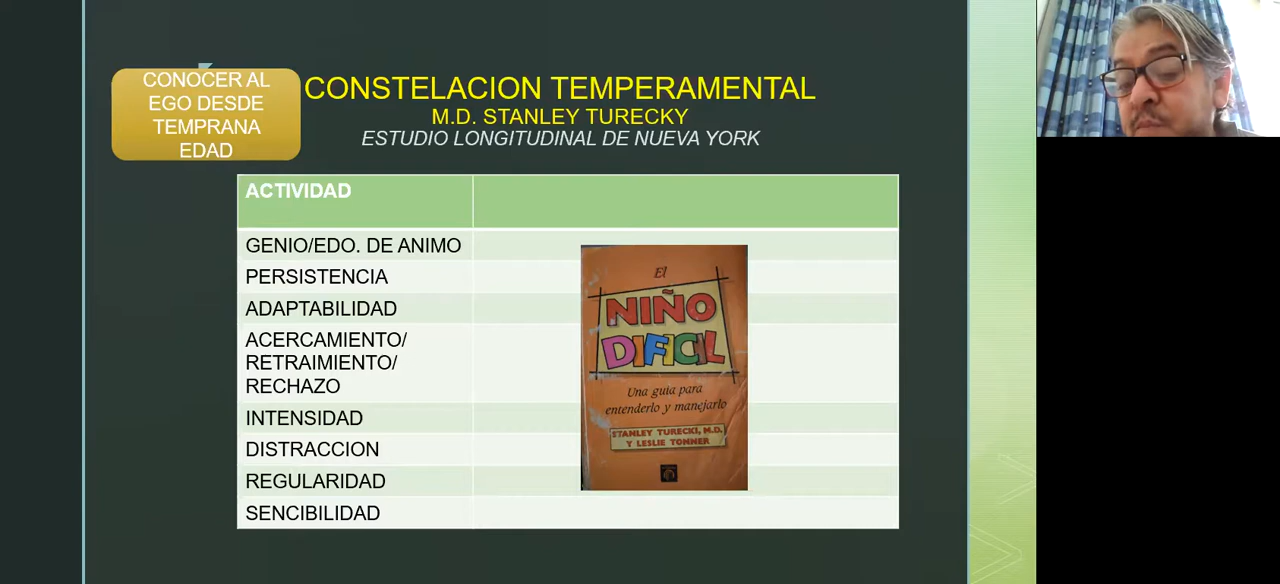 CONOCER AL
EGO DESDE
TEMPRANA
EDAD
CONSTELACION TEMPERAMENTAL
M.D. STANLEY TURECKY
ESTUDIO LONGITUDINAL DE NUEVA YORK
ACTIVIDAD
GENIO/EDO. DE ANIMO
PERSISTENCIA
ADAPTABILIDAD
ACERCAMIENTO/
RETRAIMIENTO/
RECHAZO
INTENSIDAD
DISTRACCION
REGULARIDAD
SENCIBILIDAD
El
NIÑO
DIFICIL
Una guía para
entenderlo y manejarlo
STANLEY TURECKI, M.D.
Y LESLIE TONNER